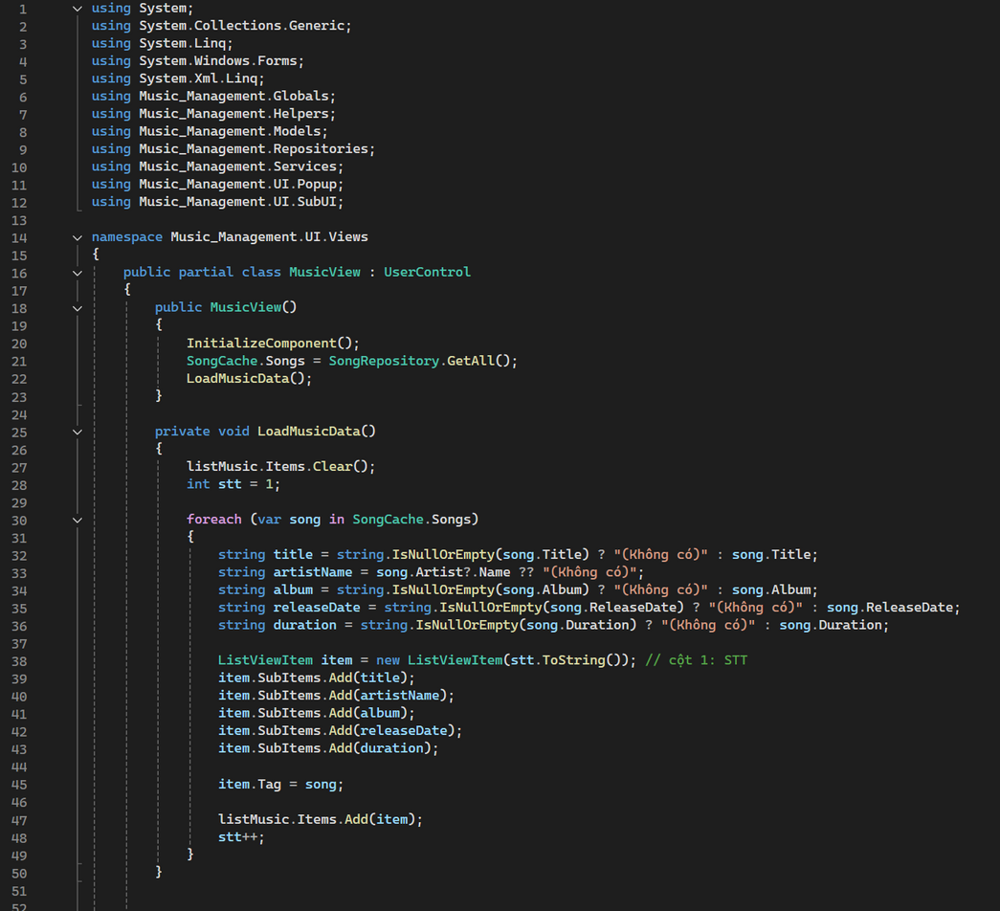 1 using System;
2 using System.Collections.Generic;
3 using System.Linq;
4 using System.Windows.Forms;
5 using System.Xml.Linq;
6 using Music_Management.Globals;
7 using Music_Management.Helpers;
8 using Music_Management.Models;
9 using Music_Management.Repositories;
10 using Music_Management.Services;
11 using Music_Management.UI.Popup;
12 using Music_Management.UI.SubUI;
13
14 namespace Music_Management.UI.Views
15 {
16 public partial class MusicView : UserControl
17 {
18 public MusicView()
19 {
20 InitializeComponent();
21 SongCache.Songs = SongRepository.GetAll();
22 LoadMusicData();
23 }
24
25 private void LoadMusicData()
26 {
27 listMusic.Items.Clear();
28 int stt = 1;
29
30 foreach (var song in SongCache.Songs)
31 {
32 string title = string.IsNullOrEmpty(song.Title) ? "(Không có)" : song.Title;
33 string artistName = song.Artist?.Name ?? "(Không có)";
34 string album = string.IsNullOrEmpty(song.Album) ? "(Không có)" : song.Album;
35 string releaseDate = string.IsNullOrEmpty(song.ReleaseDate) ? "(Không có)" : song.ReleaseDate;
36 string duration = string.IsNullOrEmpty(song.Duration) ? "(Không có)" : song.Duration;
37
38 ListViewItem item = new ListViewItem(stt.ToString()); // cột 1: STT
39 item.SubItems.Add(title);
40 item.SubItems.Add(artistName);
41 item.SubItems.Add(album);
42 item.SubItems.Add(releaseDate);
43 item.SubItems.Add(duration);
44
45 item.Tag = song;
46
47 listMusic.Items.Add(item);
48 stt++;
49 }
50 }
51
52